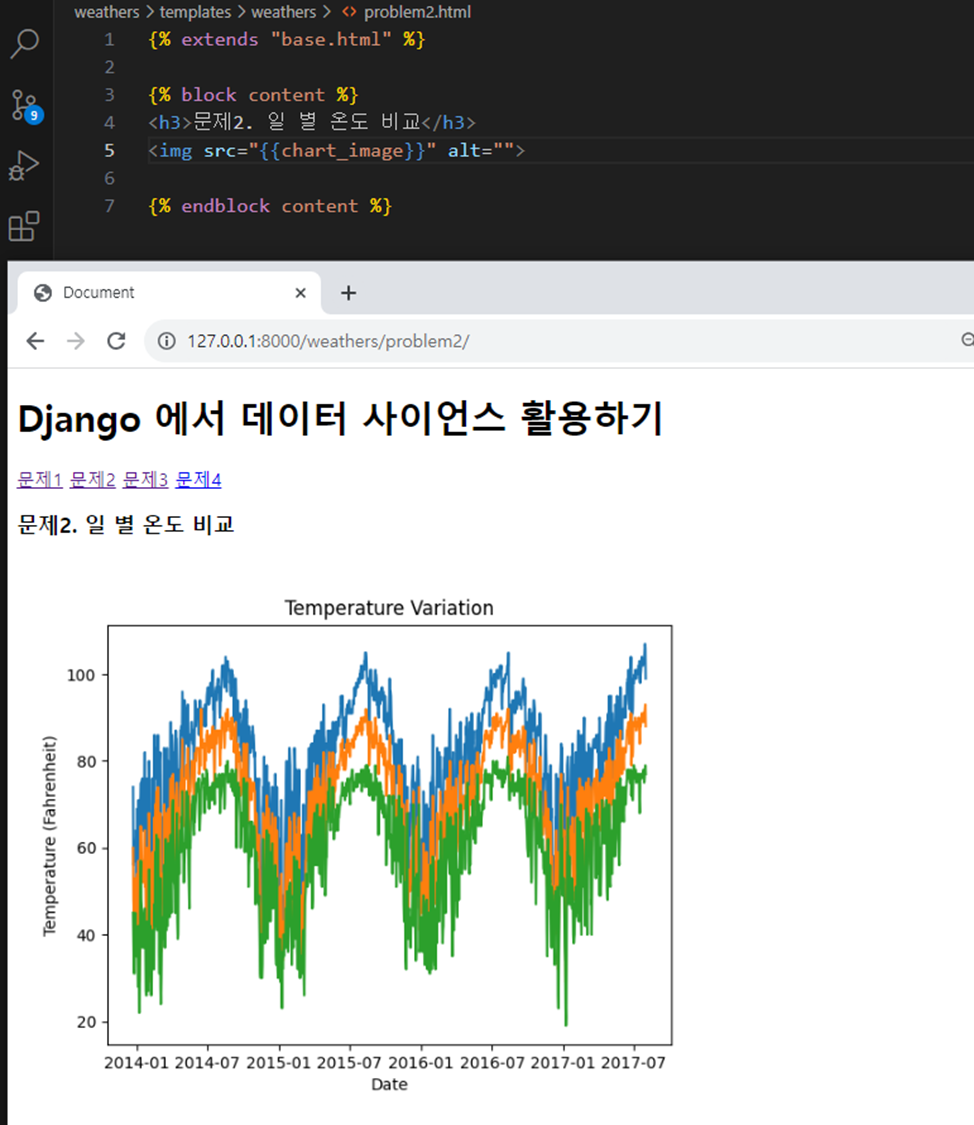 weathers > templates > weathers > <> problem2.html
1 {% extends "base.html" %}
2
3 {% block content %}
4 <h3>문제2. 일 별 온도 비교</h3>
5 <img src="{{chart_image}}" alt="">
6
7 {% endblock content %}
9
Document
127.0.0.1:8000/weathers/problem2/
Django 에서 데이터 사이언스 활용하기
문제1 문제2 문제3 문제4
문제2. 일 별 온도 비교
Temperature Variation
Temperature (Fahrenheit)
100
80
60
40
20
2014-01 2014-07 2015-01 2015-07 2016-01 2016-07 2017-01 2017-07
Date